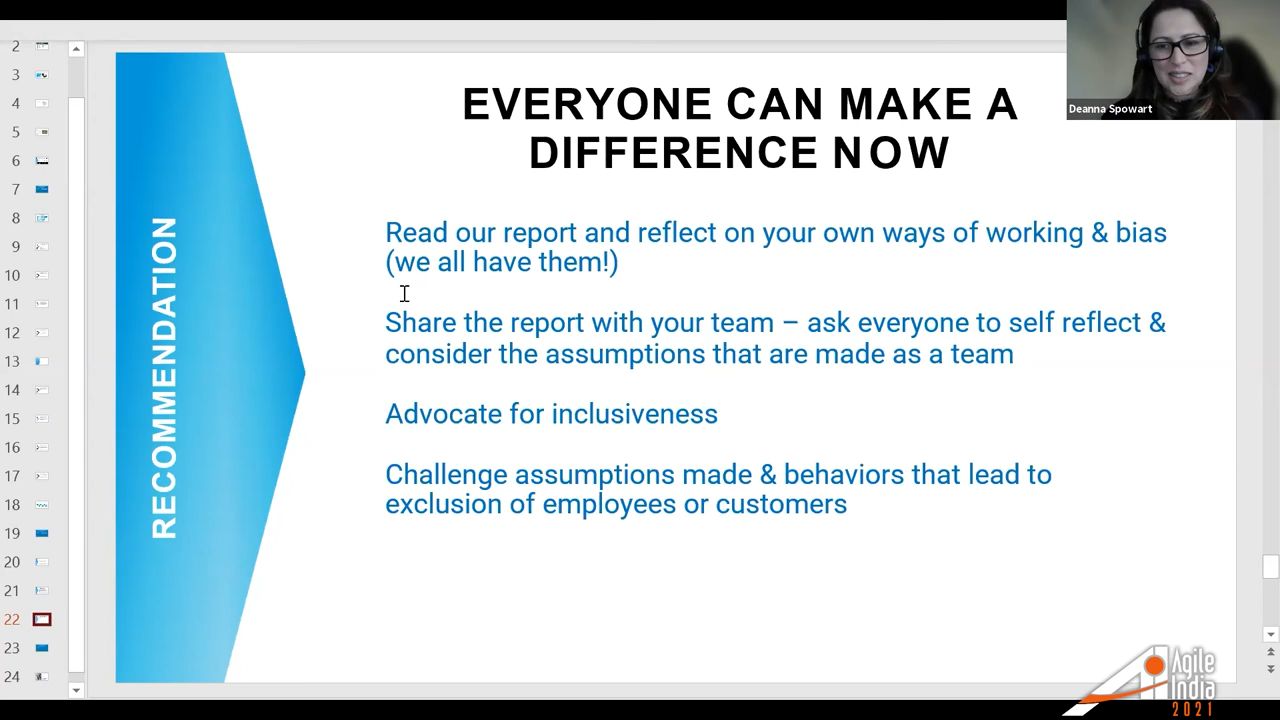 2
3
4
5
6
7
8
9
10
11
12
13
14
15
16
17
18
19
20
21
22
23
24
RECOMMENDATION
EVERYONE CAN MAKE A
DIFFERENCE NOW
Read our report and reflect on your own ways of working & bias
(we all have them!)
Share the report with your team – ask everyone to self reflect &
consider the assumptions that are made as a team
Advocate for inclusiveness
Challenge assumptions made & behaviors that lead to
exclusion of employees or customers
Deanna Spowart
Agile
India
2021